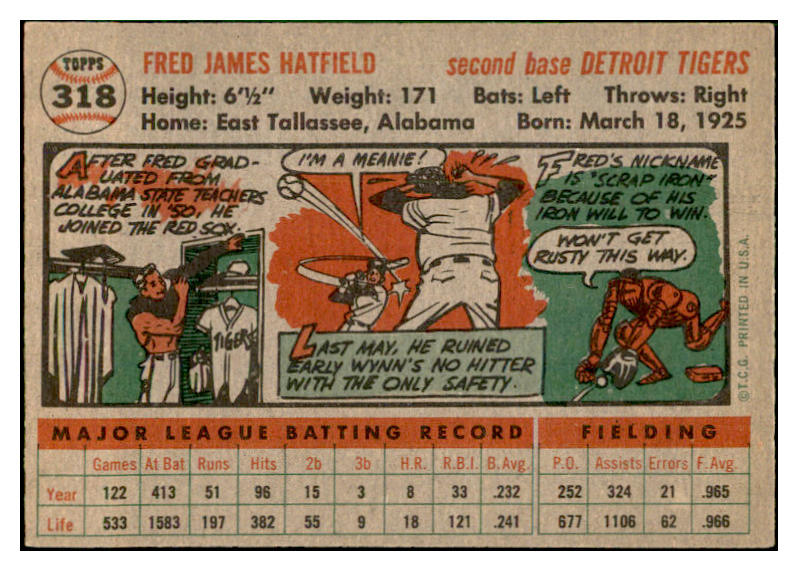 TOPPS
318
FRED JAMES HATFIELD second base DETROIT TIGERS
Height: 6'½" Weight: 171 Bats: Left Throws: Right
Home: East Tallassee, Alabama Born: March 18, 1925
AFTER FRED GRAD-
UATED FROM
ALABAMA STATE TEACHERS
COLLEGE IN '50, HE
JOINED THE RED SOX.
TIGERS
I'M A MEANIE!
LAST MAY, HE RUINED
EARLY WYNN'S NO HITTER
WITH THE ONLY SAFETY.
FRED'S NICKNAME
IS "SCRAP IRON"
BECAUSE OF HIS
IRON WILL TO WIN.
WON'T GET
RUSTY THIS WAY.
©T.C.G. PRINTED IN U.S.A.
MAJOR LEAGUE BATTING RECORD FIELDING
Games At Bat Runs Hits 2b 3b H.R. R.B.I. B.Avg. P.O. Assists Errors F.Avg.
Year 122 413 51 96 15 3 8 33 .232 252 324 21 .965
Life 533 1583 197 382 55 9 18 121 .241 677 1106 62 .966